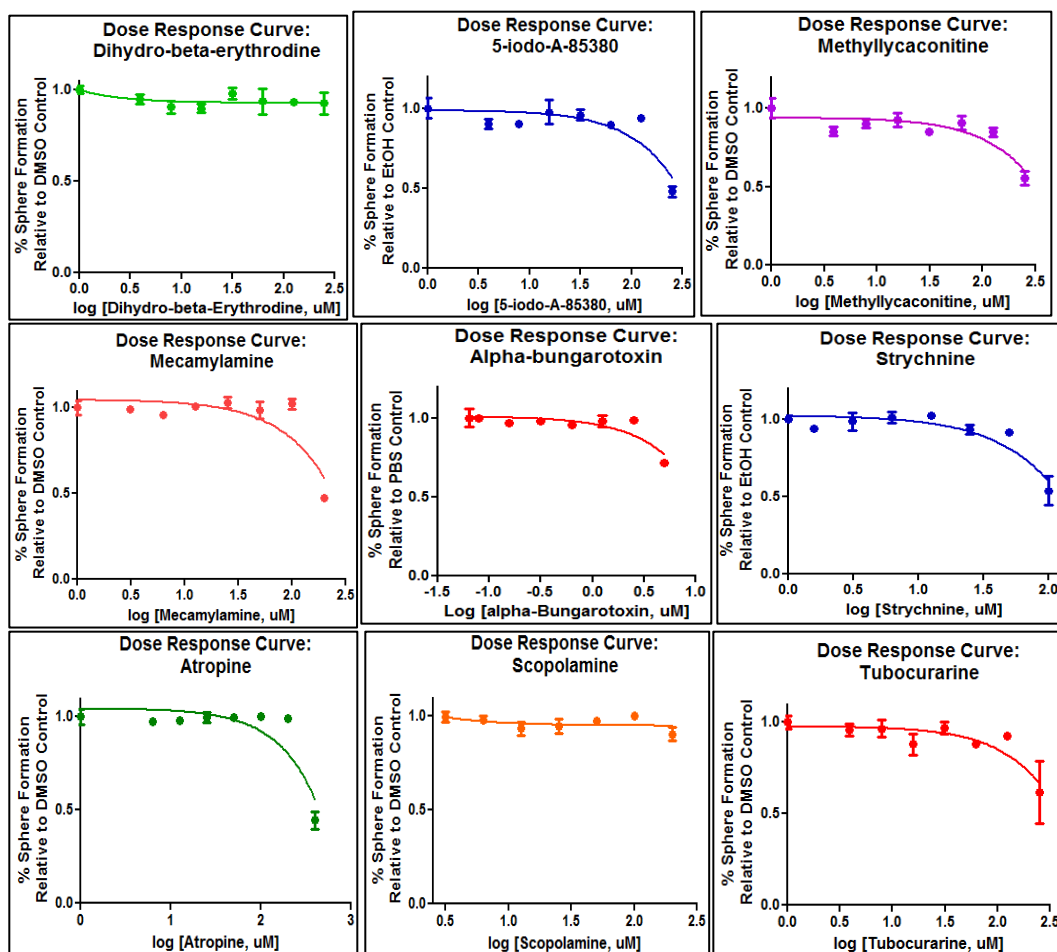 Dose Response Curve:
Dihydro-beta-erythrodine
% Sphere Formation
Relative to DMSO Control
1.0
0.5
0.0
0.0 0.5 1.0 1.5 2.0 2.5
log [Dihydro-beta-Erythrodine, uM]
Dose Response Curve:
5-iodo-A-85380
% Sphere Formation
Relative to EtOH Control
1.0
0.5
0.0
0.0 0.5 1.0 1.5 2.0 2.5
log [5-iodo-A-85380, uM]
Dose Response Curve:
Methyllycaconitine
% Sphere Formation
Relative to DMSO Control
1.0
0.5
0.0
0.0 0.5 1.0 1.5 2.0 2.5
log [Methyllycaconitine, uM]
Dose Response Curve:
Mecamylamine
% Sphere Formation
Relative to DMSO Control
1.0
0.5
0.0
0.0 0.5 1.0 1.5 2.0 2.5
log [Mecamylamine, uM]
Dose Response Curve:
Alpha-bungarotoxin
% Sphere Formation
Relative to PBS Control
1.0
0.5
0.0
-1.5 -1.0 -0.5 0.0 0.5 1.0
Log [alpha-Bungarotoxin, uM]
Dose Response Curve:
Strychnine
% Sphere Formation
Relative to EtOH Control
1.0
0.5
0.0
0.0 0.5 1.0 1.5 2.0
log [Strychnine, uM]
Dose Response Curve:
Atropine
% Sphere Formation
Relative to DMSO Control
1.0
0.5
0.0
0 1 2 3
log [Atropine, uM]
Dose Response Curve:
Scopolamine
% Sphere Formation
Relative to DMSO Control
1.0
0.5
0.0
0.5 1.0 1.5 2.0 2.5
log [Scopolamine, uM]
Dose Response Curve:
Tubocurarine
% Sphere Formation
Relative to DMSO Control
1.0
0.5
0.0
0.0 0.5 1.0 1.5 2.0 2.5
log [Tubocurarine, uM]